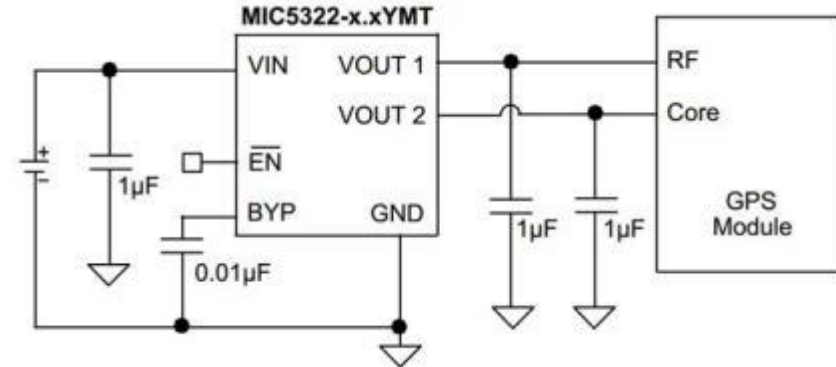 MIC5322-x.xYMT
VIN
VOUT 1
RF
VOUT 2
Core
+
-
EN
1µF
BYP
GND
GPS
Module
1µF
1µF
0.01µF